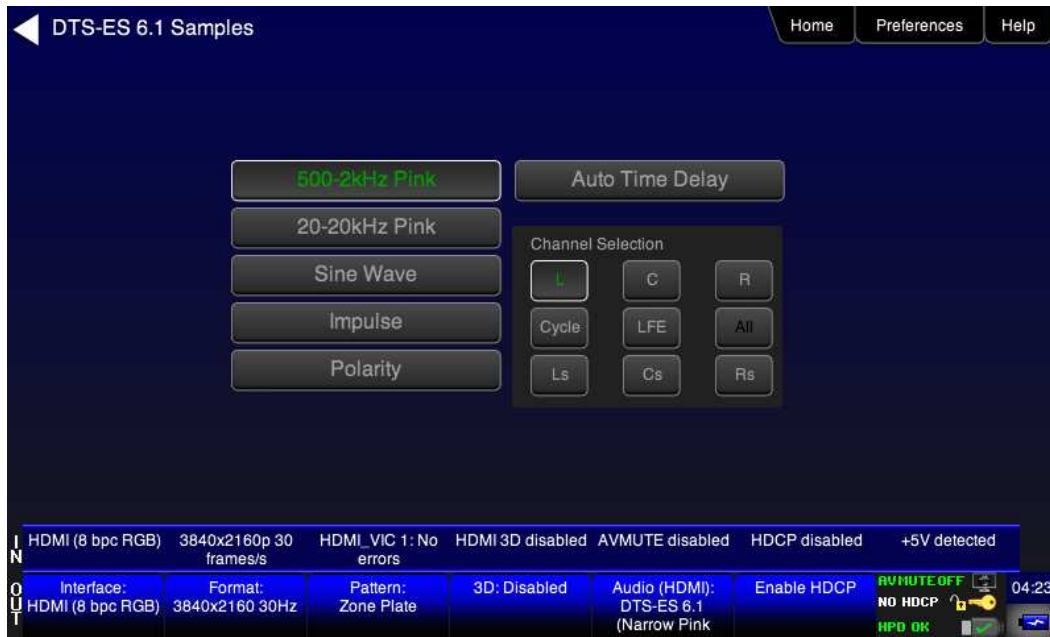 DTS-ES 6.1 Samples
Home
Preferences
Help
500-2kHz Pink
Auto Time Delay
20-20kHz Pink
Channel Selection
Sine Wave
L
C
R
Impulse
Cycle
LFE
All
Polarity
Ls
Cs
Rs
IN
HDMI (8 bpc RGB)
3840x2160p 30
frames/s
HDMI_VIC 1: No
errors
HDMI 3D disabled
AVMUTE disabled
HDCP disabled
+5V detected
OUT
Interface:
HDMI (8 bpc RGB)
Format:
3840x2160 30Hz
Pattern:
Zone Plate
3D: Disabled
Audio (HDMI):
DTS-ES 6.1
(Narrow Pink
Enable HDCP
AVMUTE OFF
NO HDCP
HPD OK
04:23